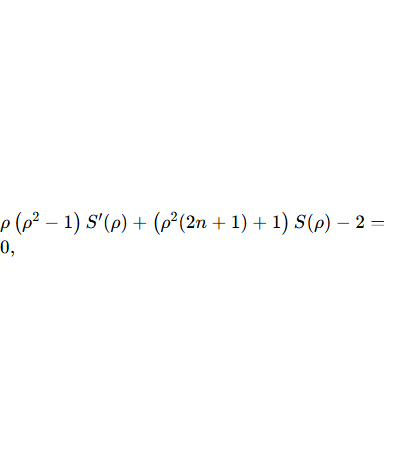 ρ (ρ² − 1) S′(ρ) + (ρ²(2n + 1) + 1) S(ρ) − 2 =
0,